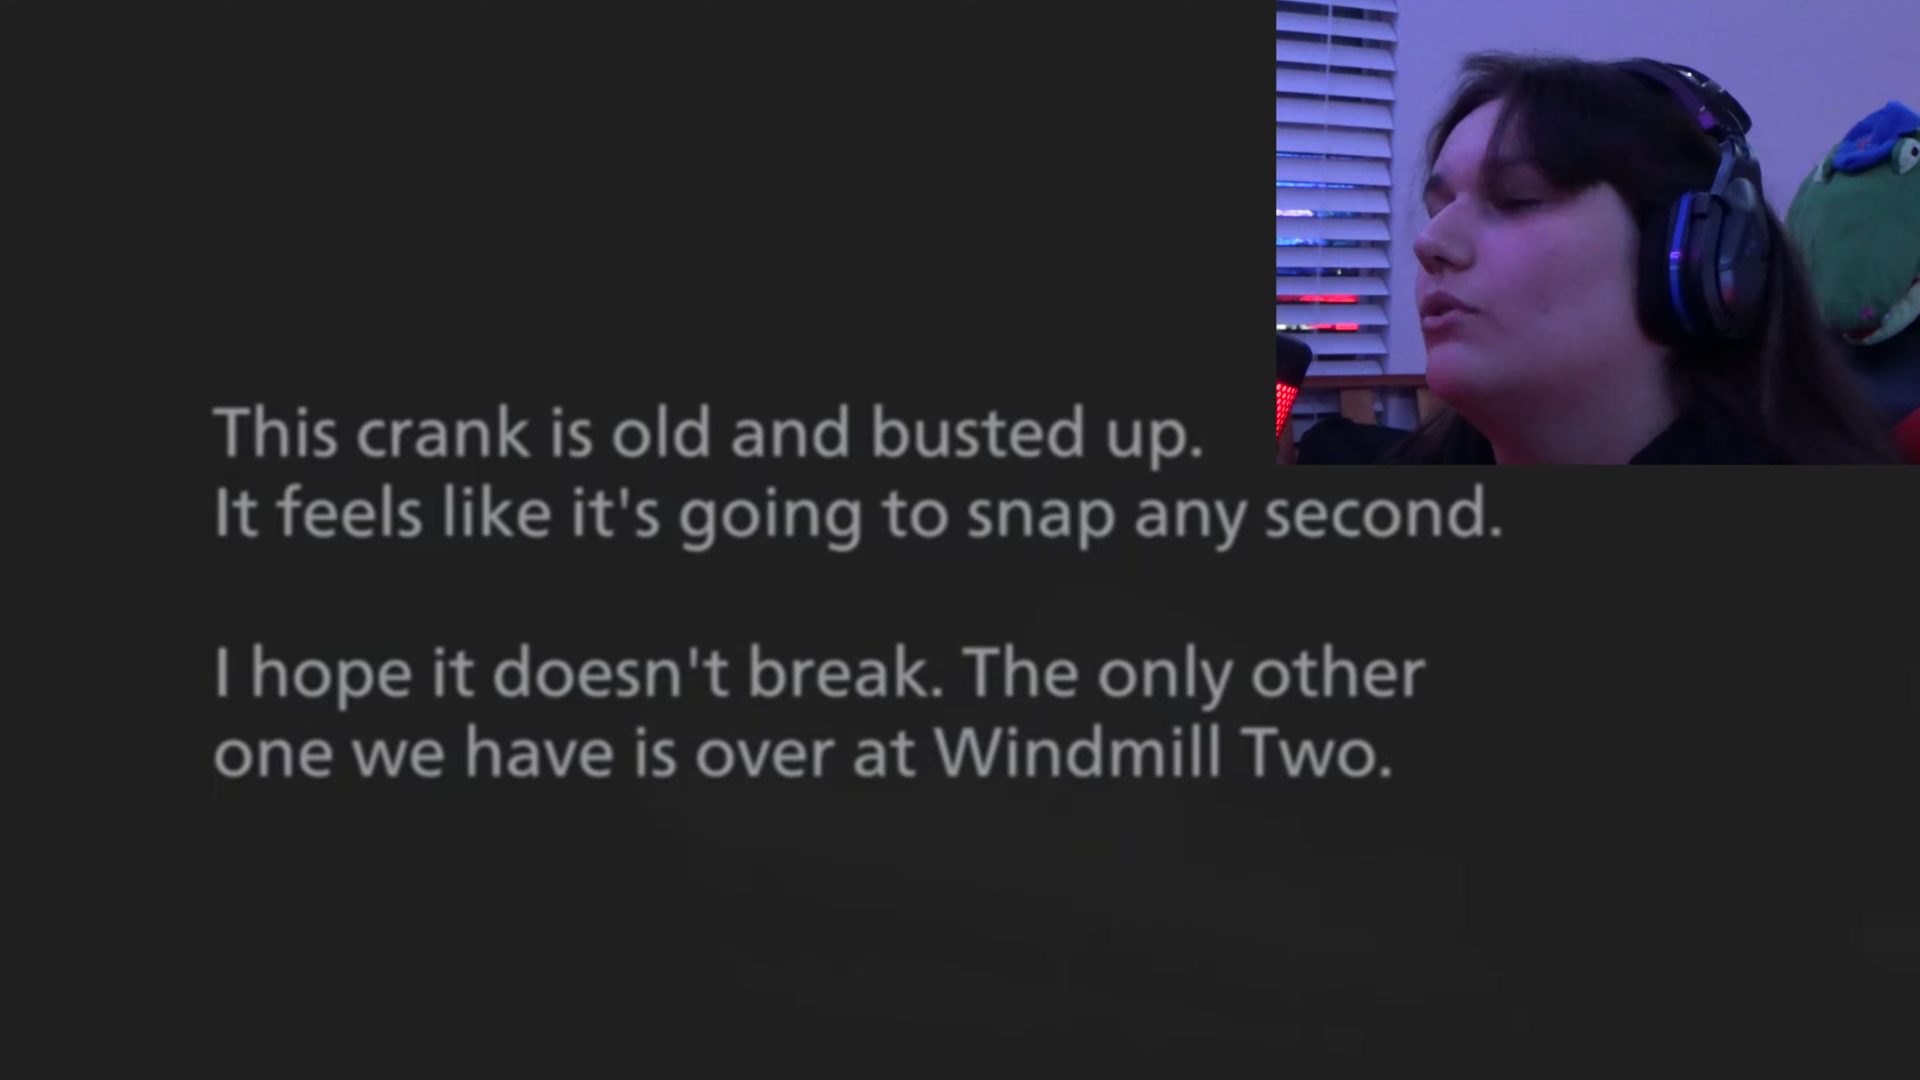 This crank is old and busted up.
It feels like it's going to snap any second.
I hope it doesn't break. The only other
one we have is over at Windmill Two.